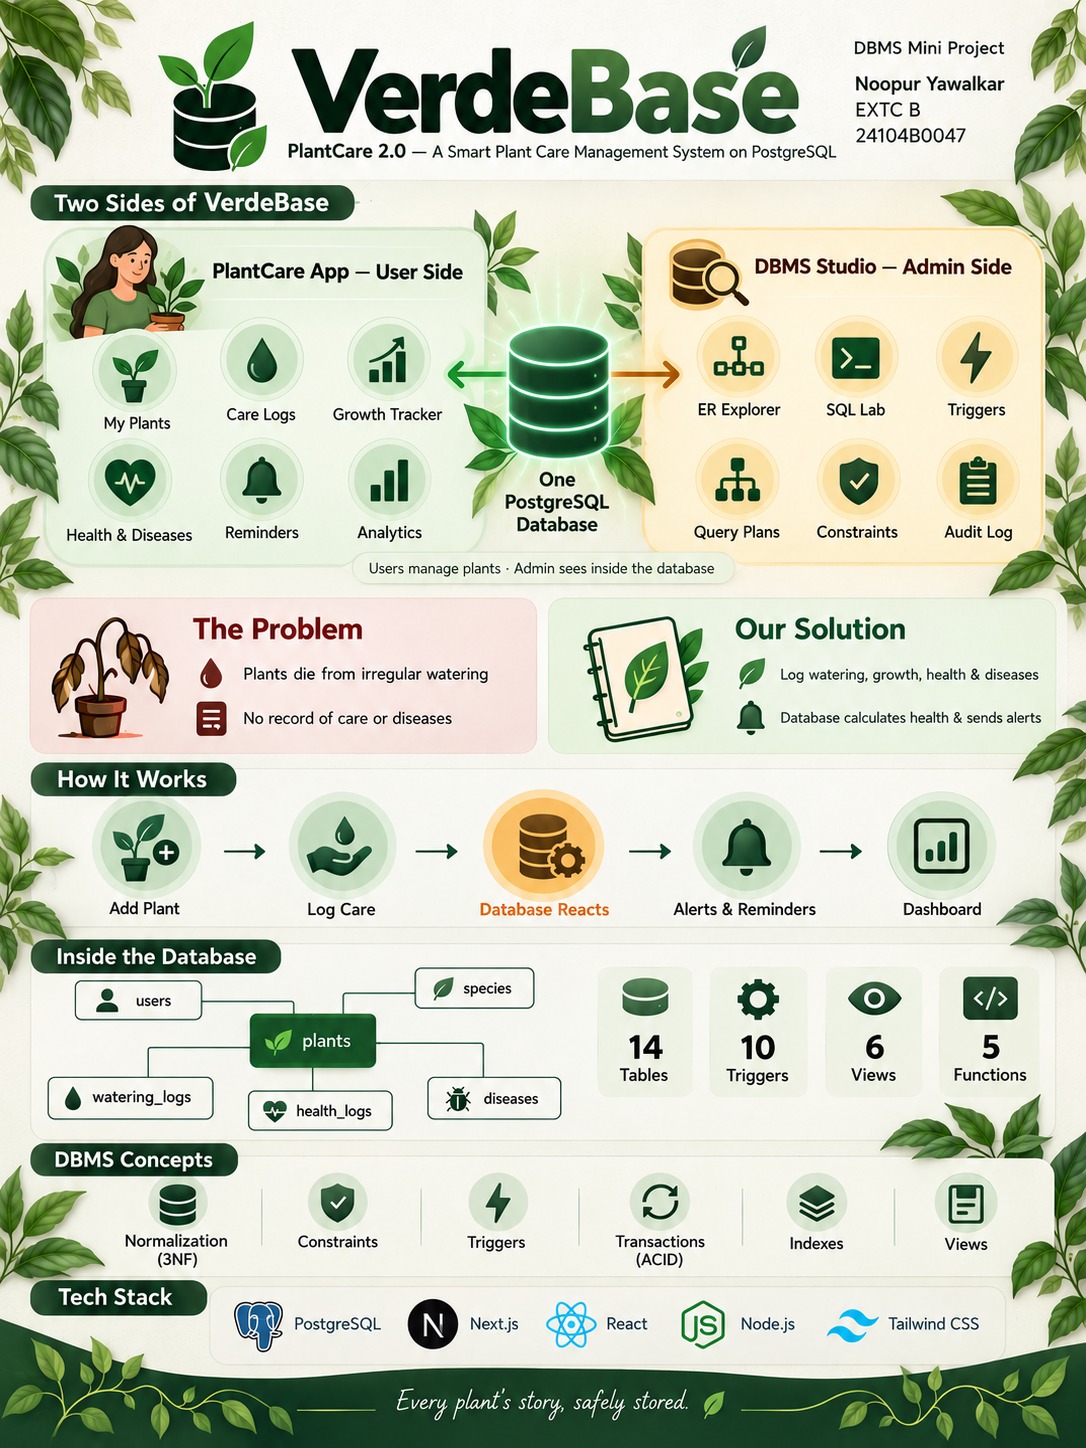 VerdeBase
PlantCare 2.0 — A Smart Plant Care Management System on PostgreSQL
DBMS Mini Project
Noopur Yawalkar
EXTC B
24104B0047
Two Sides of VerdeBase
PlantCare App — User Side
My Plants
Care Logs
Growth Tracker
Health & Diseases
Reminders
Analytics
One
PostgreSQL
Database
DBMS Studio — Admin Side
ER Explorer
SQL Lab
Triggers
Query Plans
Constraints
Audit Log
Users manage plants · Admin sees inside the database
The Problem
Plants die from irregular watering
No record of care or diseases
Our Solution
Log watering, growth, health & diseases
Database calculates health & sends alerts
How It Works
Add Plant
Log Care
Database Reacts
Alerts & Reminders
Dashboard
Inside the Database
users
species
plants
watering_logs
health_logs
diseases
14
Tables
10
Triggers
6
Views
</>
5
Functions
DBMS Concepts
Normalization
(3NF)
Constraints
Triggers
Transactions
(ACID)
Indexes
Views
Tech Stack
PostgreSQL
N
Next.js
React
JS
Node.js
Tailwind CSS
Every plant's story, safely stored.